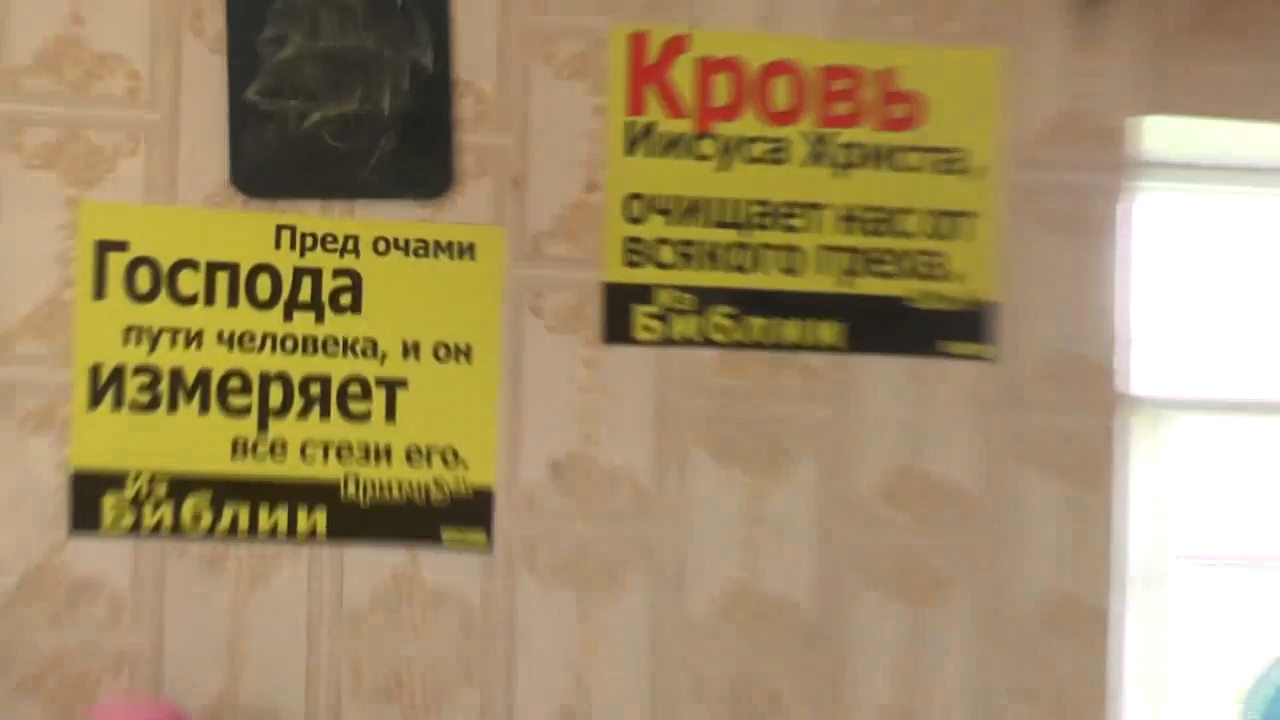 Пред очами
Господа
пути человека, и он
измеряет
все стези его.
Из
Библии
Кровь
Иисуса Христа,
очищает нас от
всякого греха.
Из
Библии